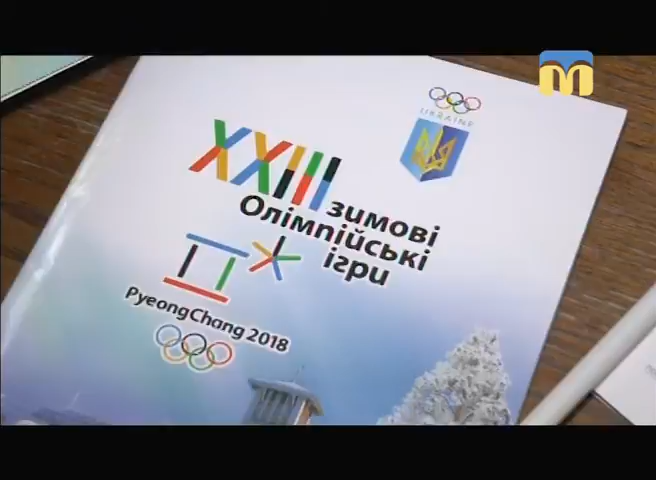 UKRAINE
XXIII
зимові
Олімпійські
ігри
PyeongChang 2018